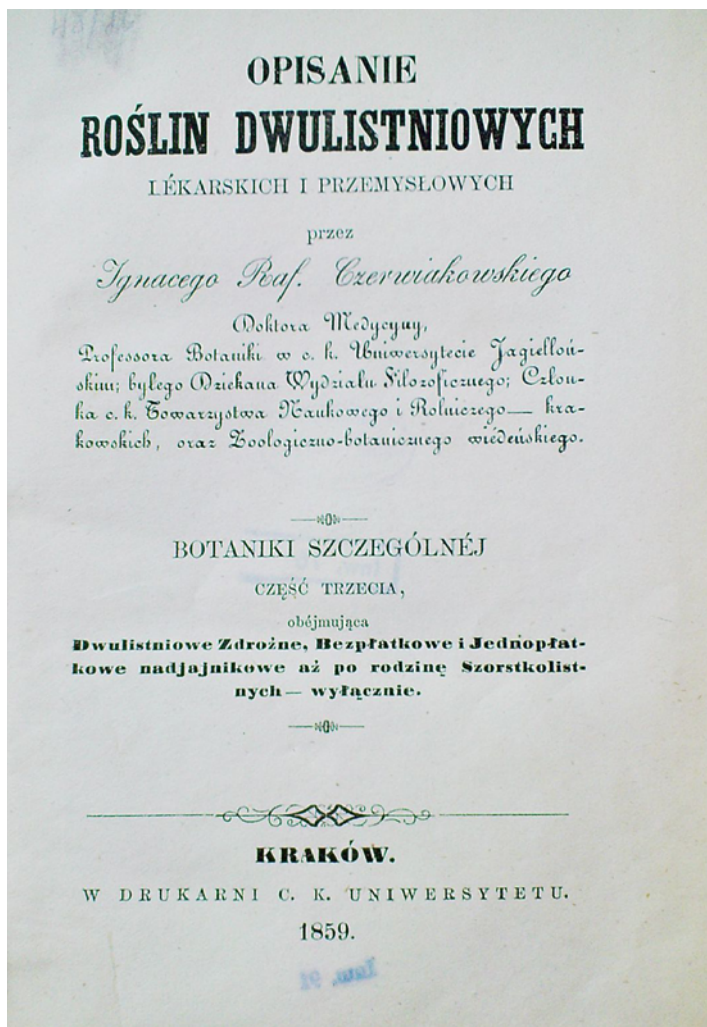 OPISANIE
ROŚLIN DWULISTNIOWYCH
LÉKARSKICH I PRZEMYSŁOWYCH
przez
Ignacego Raf. Czerwiakowskiego
Doktora Medycyny,
Professora Botaniki w c. k. Uniwersytecie Jagielloń-
skim; byłego Dziekana Wydziału Filozoficznego; Człon-
ka c. k. Towarzystwa Naukowego i Rolniczego — kra-
kowskich, oraz Zoologiczno-botanicznego wiédeńskiego.
BOTANIKI SZCZEGÓLNÉJ
CZĘŚĆ TRZECIA,
obéjmująca
Dwulistniowe Zdrożne, Bezpłatkowe i Jednopłat-
kowe nadjajnikowe aż po rodzinę Szorstkolist-
nych — wyłącznie.
KRAKÓW.
W DRUKARNI C. K. UNIWERSYTETU.
1859.